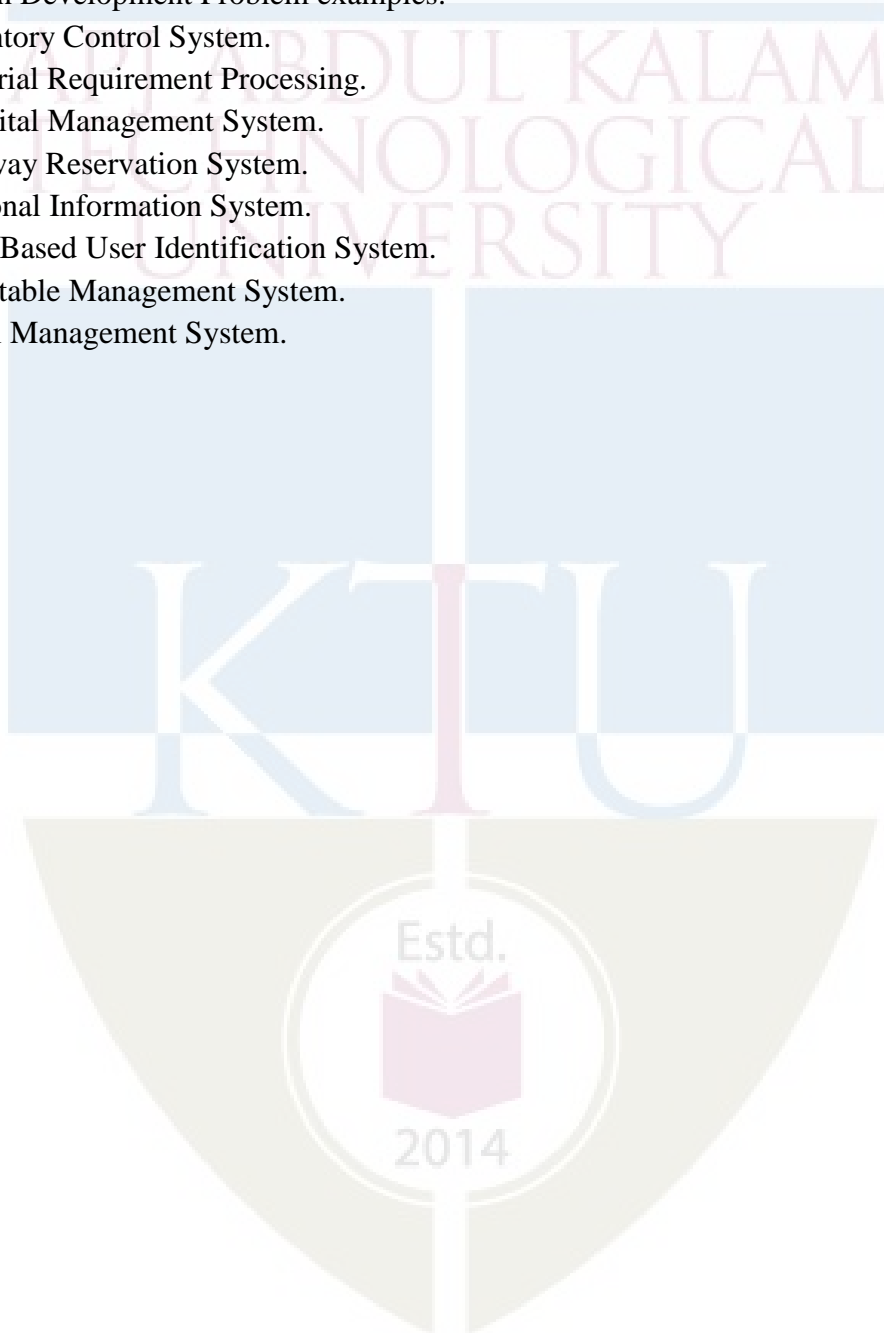 Development Problem examples.
ntory Control System.
rial Requirement Processing.
ital Management System.
way Reservation System.
onal Information System.
Based User Identification System.
table Management System.
Management System.
APJ ABDUL KALAM
TECHNOLOGICAL
UNIVERSITY
KTU
Estd.
2014